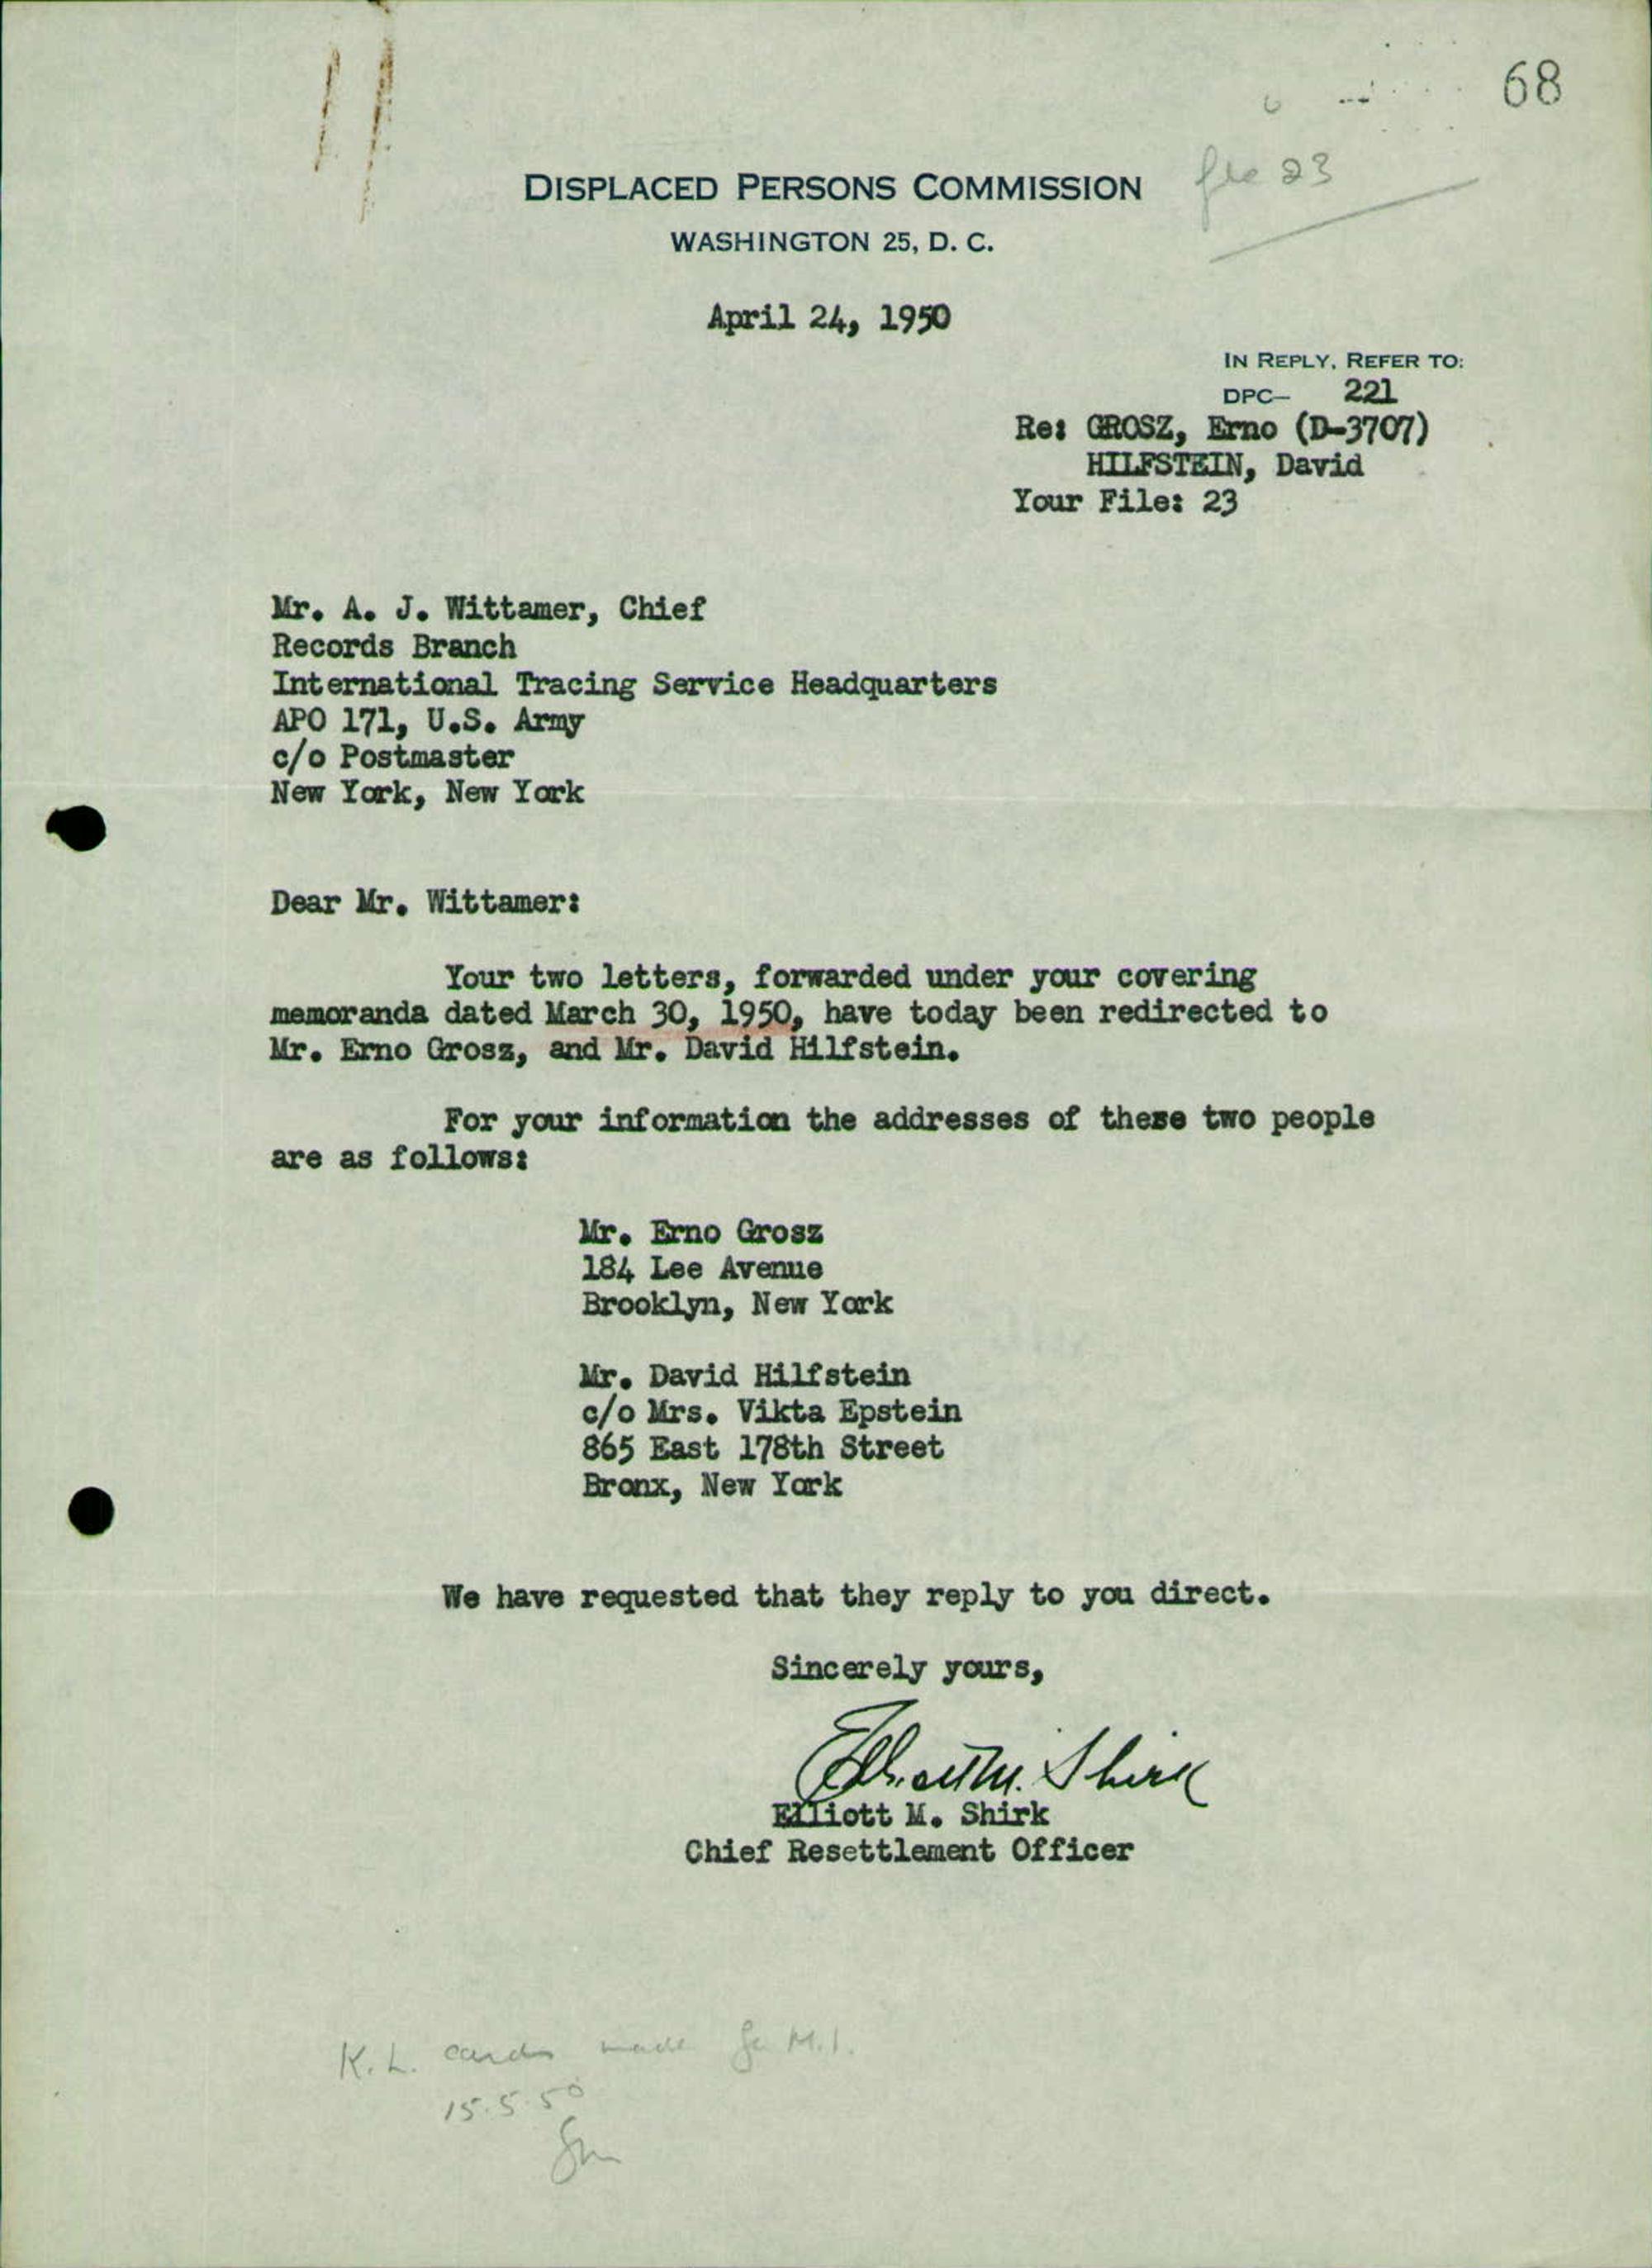 68
file 23
DISPLACED PERSONS COMMISSION
WASHINGTON 25, D. C.
April 24, 1950
IN REPLY, REFER TO:
DPC— 221
Re: GROSZ, Erno (D-3707)
HILFSTEIN, David
Your File: 23
Mr. A. J. Wittamer, Chief
Records Branch
International Tracing Service Headquarters
APO 171, U.S. Army
c/o Postmaster
New York, New York
Dear Mr. Wittamer:
Your two letters, forwarded under your covering
memoranda dated March 30, 1950, have today been redirected to
Mr. Erno Grosz, and Mr. David Hilfstein.
For your information the addresses of these two people
are as follows:
Mr. Erno Grosz
184 Lee Avenue
Brooklyn, New York
Mr. David Hilfstein
c/o Mrs. Vikta Epstein
865 East 178th Street
Bronx, New York
We have requested that they reply to you direct.
Sincerely yours,
Elliott M. Shirk
Elliott M. Shirk
Chief Resettlement Officer
K.L. cards made for M.I.
15.5.50